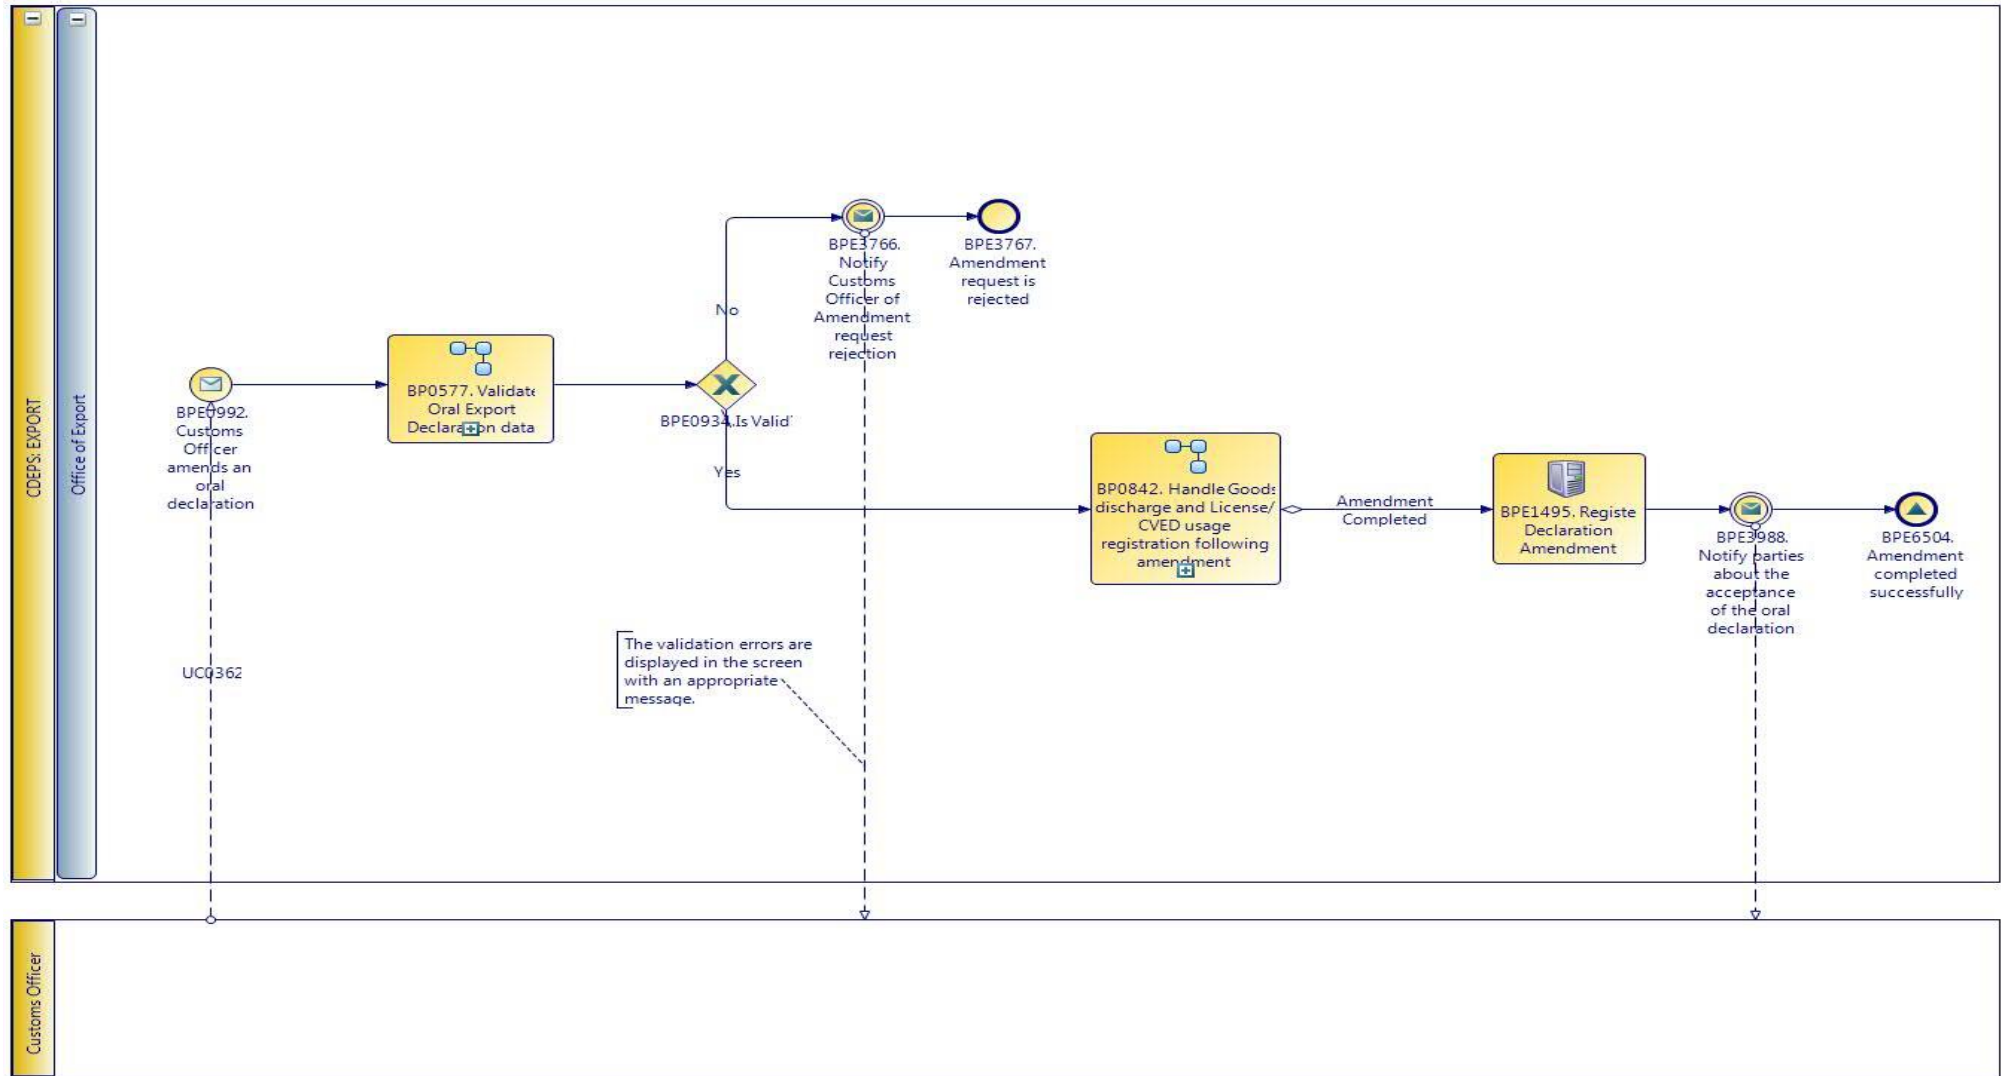 CDEPS: EXPORT
Office of Export
BPE0992.
Customs
Officer
amends an
oral
declaration
UC0362
BP0577. Validate
Oral Export
Declaration data
BPE0934.Is Valid
No
Yes
BPE3766.
Notify
Customs
Officer of
Amendment
request
rejection
BPE3767.
Amendment
request is
rejected
The validation errors are
displayed in the screen
with an appropriate
message.
BP0842. Handle Goods
discharge and License/
CVED usage
registration following
amendment
Amendment
Completed
BPE1495. Registe
Declaration
Amendment
BPE3988.
Notify parties
about the
acceptance
of the oral
declaration
BPE6504.
Amendment
completed
successfully
Customs Officer